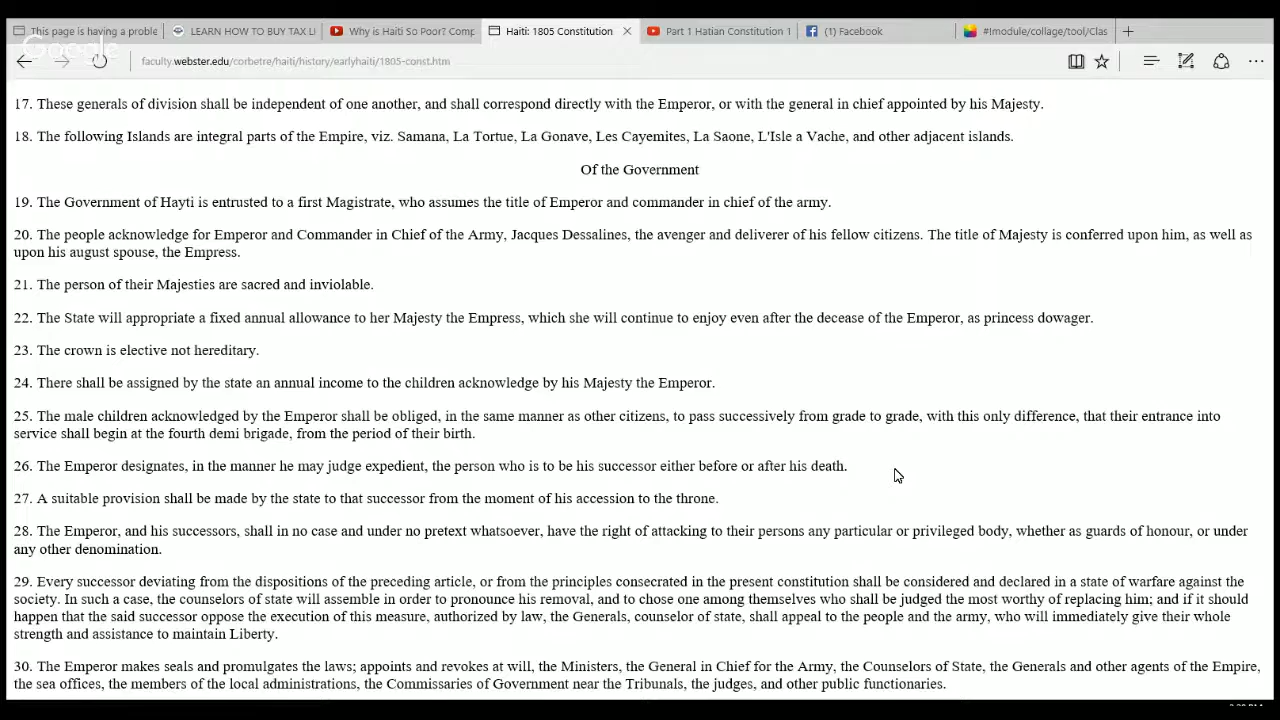 This page is having a proble
LEARN HOW TO BUY TAX LI
Why is Haiti So Poor? Comp
Haiti: 1805 Constitution
Part 1 Hatian Constitution 1
(1) Facebook
#!module/collage/tool/Clas
Google
faculty.webster.edu/corbetre/haiti/history/earlyhaiti/1805-const.htm
17. These generals of division shall be independent of one another, and shall correspond directly with the Emperor, or with the general in chief appointed by his Majesty.
18. The following Islands are integral parts of the Empire, viz. Samana, La Tortue, La Gonave, Les Cayemites, La Saone, L'Isle a Vache, and other adjacent islands.
Of the Government
19. The Government of Hayti is entrusted to a first Magistrate, who assumes the title of Emperor and commander in chief of the army.
20. The people acknowledge for Emperor and Commander in Chief of the Army, Jacques Dessalines, the avenger and deliverer of his fellow citizens. The title of Majesty is conferred upon him, as well as
upon his august spouse, the Empress.
21. The person of their Majesties are sacred and inviolable.
22. The State will appropriate a fixed annual allowance to her Majesty the Empress, which she will continue to enjoy even after the decease of the Emperor, as princess dowager.
23. The crown is elective not hereditary.
24. There shall be assigned by the state an annual income to the children acknowledge by his Majesty the Emperor.
25. The male children acknowledged by the Emperor shall be obliged, in the same manner as other citizens, to pass successively from grade to grade, with this only difference, that their entrance into
service shall begin at the fourth demi brigade, from the period of their birth.
26. The Emperor designates, in the manner he may judge expedient, the person who is to be his successor either before or after his death.
27. A suitable provision shall be made by the state to that successor from the moment of his accession to the throne.
28. The Emperor, and his successors, shall in no case and under no pretext whatsoever, have the right of attacking to their persons any particular or privileged body, whether as guards of honour, or under
any other denomination.
29. Every successor deviating from the dispositions of the preceding article, or from the principles consecrated in the present constitution shall be considered and declared in a state of warfare against the
society. In such a case, the counselors of state will assemble in order to pronounce his removal, and to chose one among themselves who shall be judged the most worthy of replacing him; and if it should
happen that the said successor oppose the execution of this measure, authorized by law, the Generals, counselor of state, shall appeal to the people and the army, who will immediately give their whole
strength and assistance to maintain Liberty.
30. The Emperor makes seals and promulgates the laws; appoints and revokes at will, the Ministers, the General in Chief for the Army, the Counselors of State, the Generals and other agents of the Empire,
the sea offices, the members of the local administrations, the Commissaries of Government near the Tribunals, the judges, and other public functionaries.